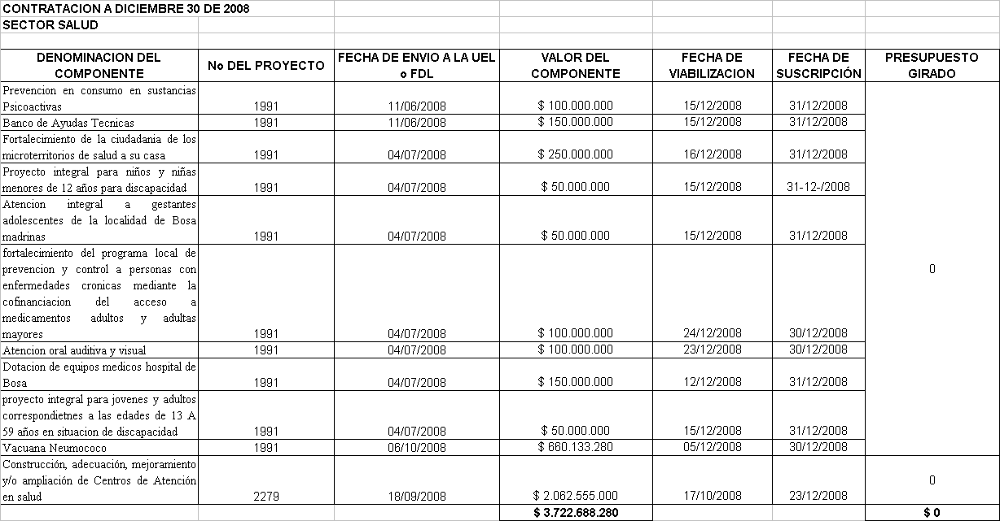 CONTRATACION A DICIEMBRE 30 DE 2008
SECTOR SALUD
DENOMINACION DEL COMPONENTE No DEL PROYECTO FECHA DE ENVIO A LA UEL o FDL VALOR DEL COMPONENTE FECHA DE VIABILIZACION FECHA DE SUSCRIPCIÓN PRESUPUESTO GIRADO
Prevencion en consumo en sustancias
Psicoactivas 1991 11/06/2008 $ 100.000.000 15/12/2008 31/12/2008
Banco de Ayudas Tecnicas 1991 11/06/2008 $ 150.000.000 15/12/2008 31/12/2008
Fortalecimiento de la ciudadania de los
microterritorios de salud a su casa 1991 04/07/2008 $ 250.000.000 16/12/2008 31/12/2008
Proyecto integral para niños y niñas
menores de 12 años para discapacidad 1991 04/07/2008 $ 50.000.000 15/12/2008 31-12-/2008
Atencion integral a gestantes
adolescentes de la localidad de Bosa
madrinas 1991 04/07/2008 $ 50.000.000 15/12/2008 31/12/2008
fortalecimiento del programa local de
prevencion y control a personas con 0
enfermedades cronicas mediante la
cofinanciacion del acceso a
medicamentos adultos y adultas
mayores 1991 04/07/2008 $ 100.000.000 24/12/2008 30/12/2008
Atencion oral auditiva y visual 1991 04/07/2008 $ 100.000.000 23/12/2008 30/12/2008
Dotacion de equipos medicos hospital de
Bosa 1991 04/07/2008 $ 150.000.000 12/12/2008 31/12/2008
proyecto integral para jovenes y adultos
correspondietnes a las edades de 13 A
59 años en situacion de discapacidad 1991 04/07/2008 $ 50.000.000 15/12/2008 31/12/2008
Vacuana Neumococo 1991 06/10/2008 $ 660.133.280 05/12/2008 30/12/2008
Construcción, adecuación, mejoramiento
y/o ampliación de Centros de Atención 0
en salud 2279 18/09/2008 $ 2.062.555.000 17/10/2008 23/12/2008
$ 3.722.688.280 $ 0